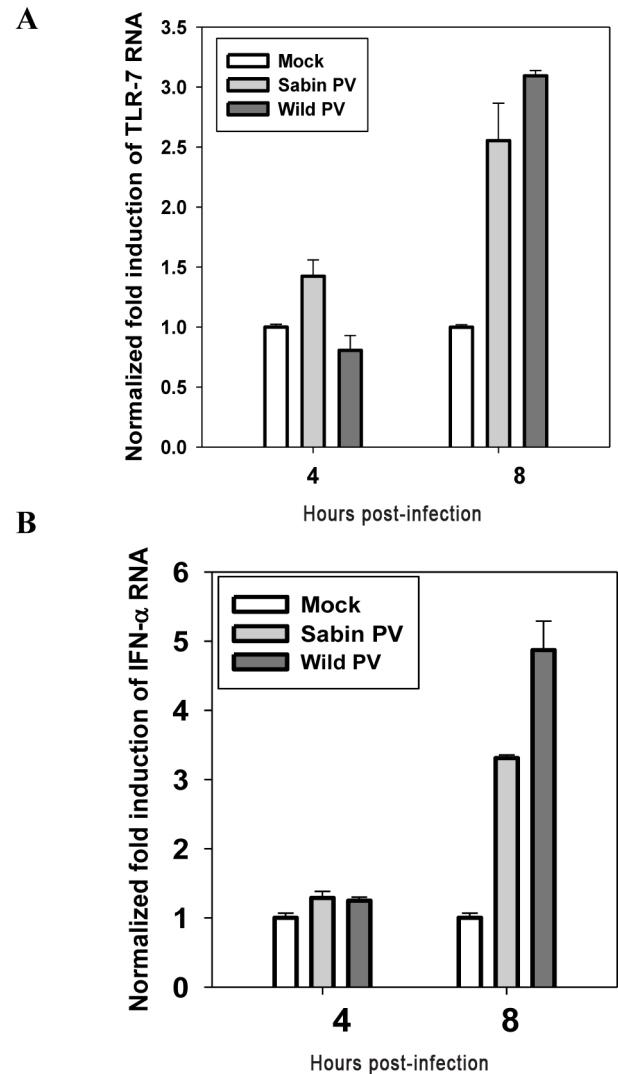 A
Normalized fold induction of TLR-7 RNA
3.5
3.0
2.5
2.0
1.5
1.0
0.5
0.0
Mock
Sabin PV
Wild PV
4 8
Hours post-infection
B
Normalized fold induction of IFN-α RNA
6
5
4
3
2
1
0
Mock
Sabin PV
Wild PV
4 8
Hours post-infection